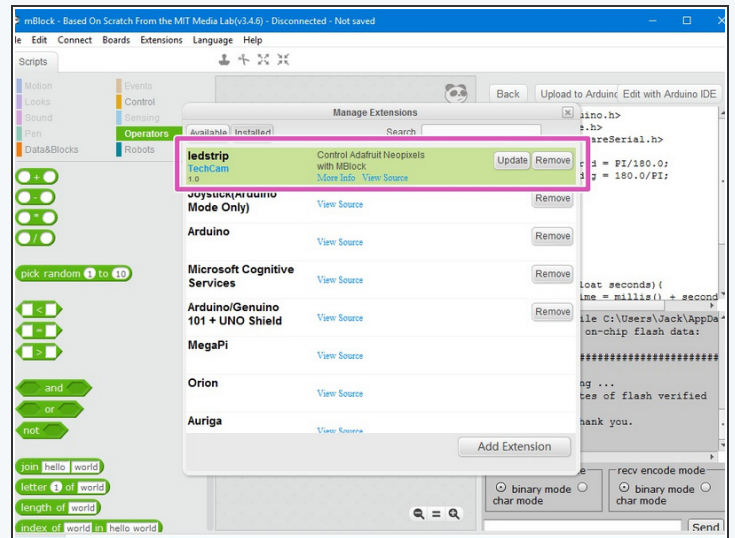 mBlock - Based On Scratch From the MIT Media Lab(v3.4.6) - Disconnected - Not saved
le Edit Connect Boards Extensions Language Help
Scripts
Motion Events
Looks Control
Sound Sensing
Pen Operators
Data&Blocks Robots
+
-
*
/
pick random 1 to 10
<
=
>
and
or
not
join hello world
letter 1 of world
length of world
index of world in hello world
Manage Extensions
Available Installed Search
ledstrip Control Adafruit Neopixels
TechCam with MBlock
1.0 More Info View Source
Update Remove
Joystick(Arduino
Mode Only) View Source Remove
Arduino
View Source Remove
Microsoft Cognitive
Services View Source Remove
Arduino/Genuino
101 + UNO Shield View Source Remove
MegaPi
View Source
Orion
View Source
Auriga
View Source
Add Extension
Back Upload to Arduino Edit with Arduino IDE
uino.h>
e.h>
areSerial.h>
d = PI/180.0;
g = 180.0/PI;
loat seconds){
ime = millis() + second
ile C:\Users\Jack\AppDa
on-chip flash data:
#######################
ng ...
tes of flash verified
hank you.
e recv encode mode
binary mode binary mode
char mode char mode
Send